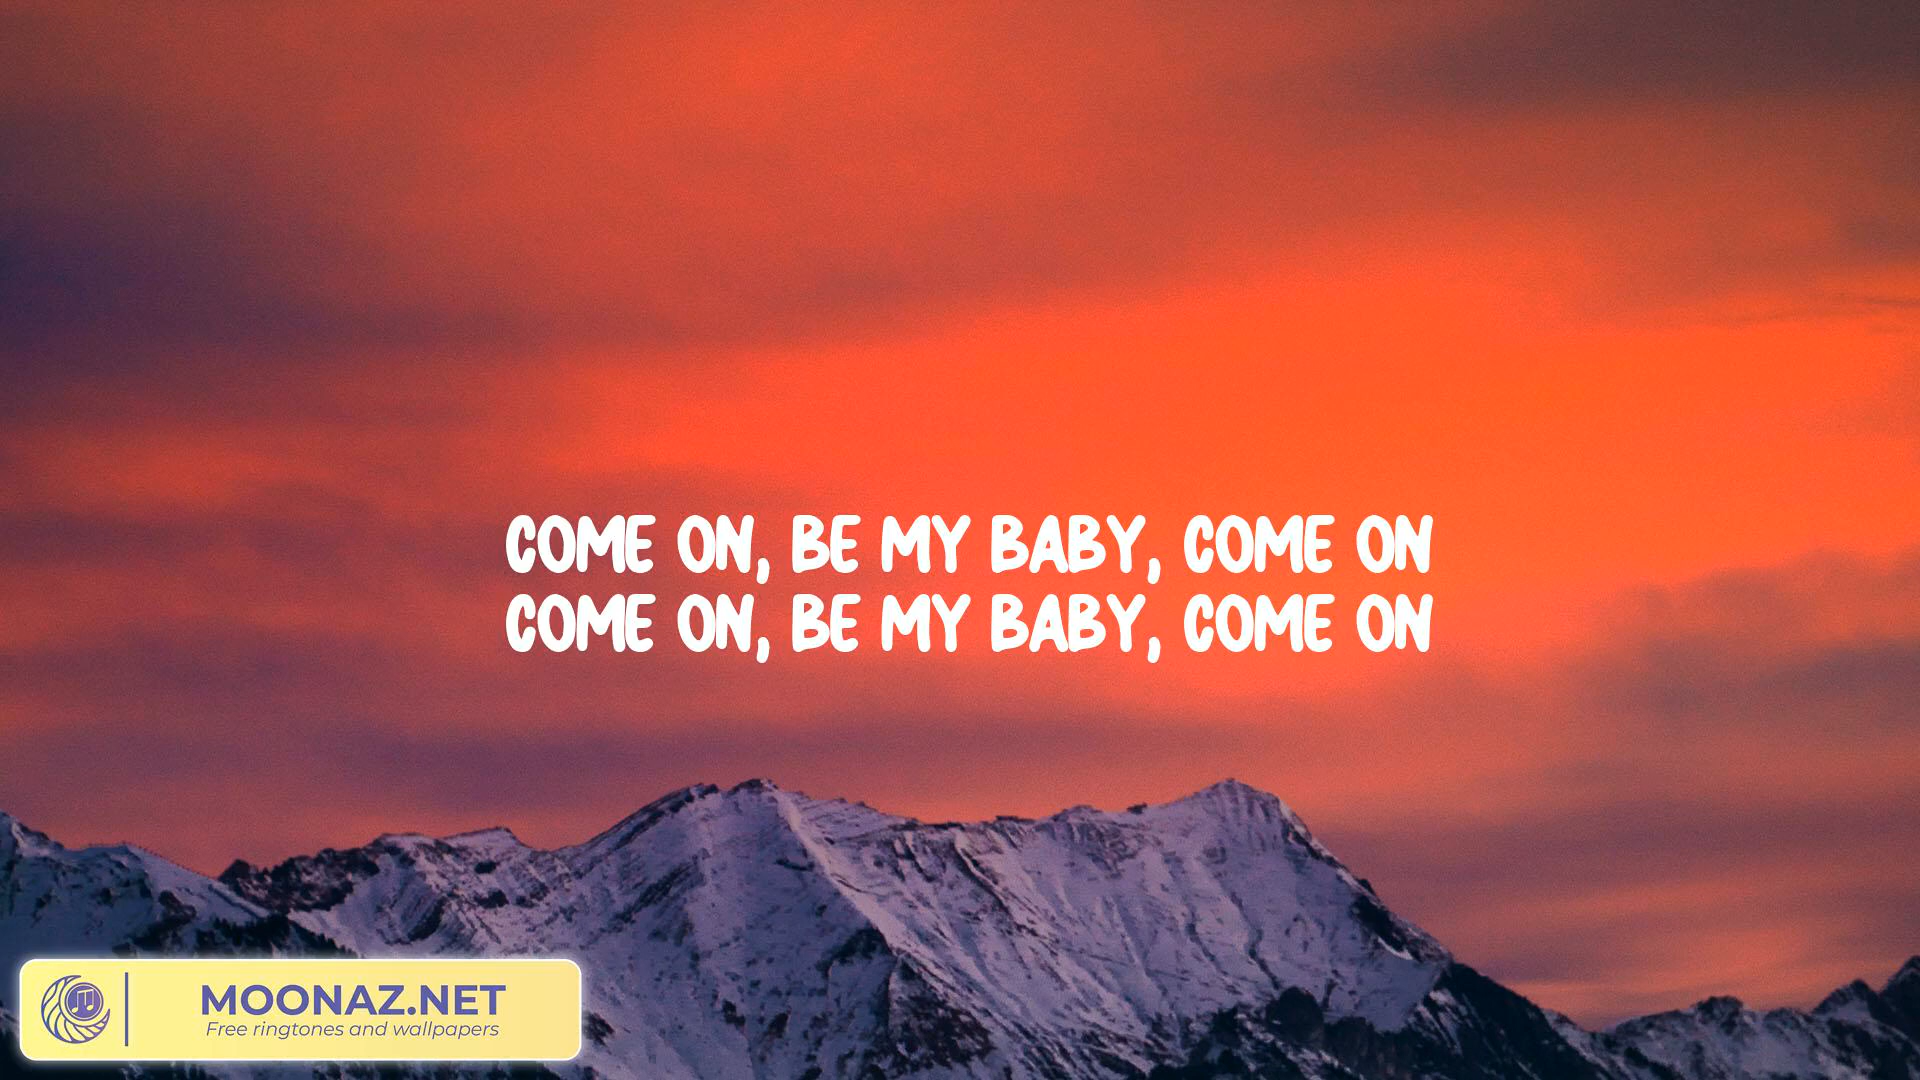 COME ON, BE MY BABY, COME ON
COME ON, BE MY BABY, COME ON
MOONAZ.NET
Free ringtones and wallpapers